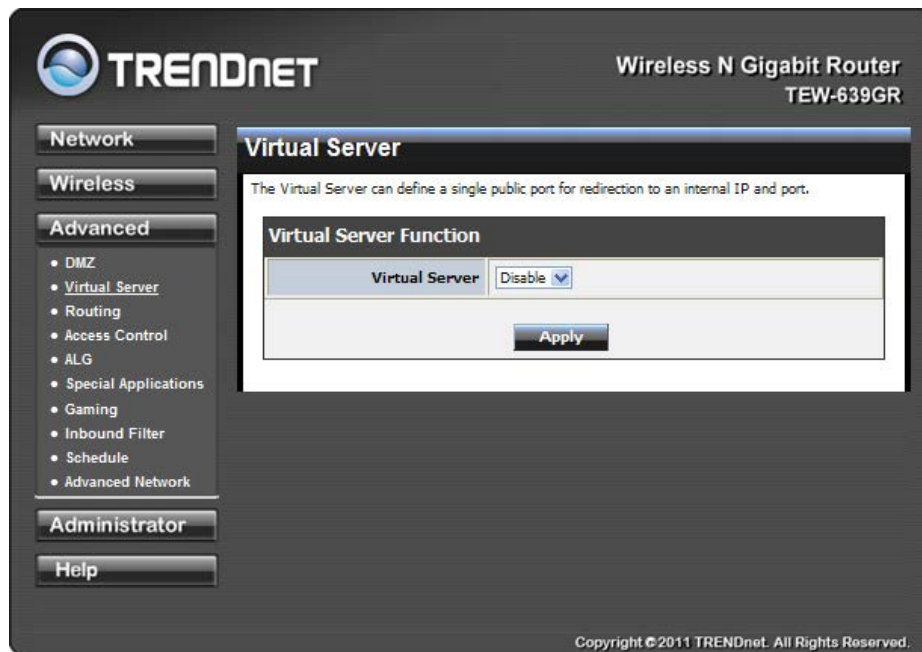 TRENDNET
Wireless N Gigabit Router
TEW-639GR
Network
Wireless
Advanced
• DMZ
• Virtual Server
• Routing
• Access Control
• ALG
• Special Applications
• Gaming
• Inbound Filter
• Schedule
• Advanced Network
Administrator
Help
Virtual Server
The Virtual Server can define a single public port for redirection to an internal IP and port.
Virtual Server Function
Virtual Server Disable
Apply
Copyright © 2011 TRENDnet. All Rights Reserved.